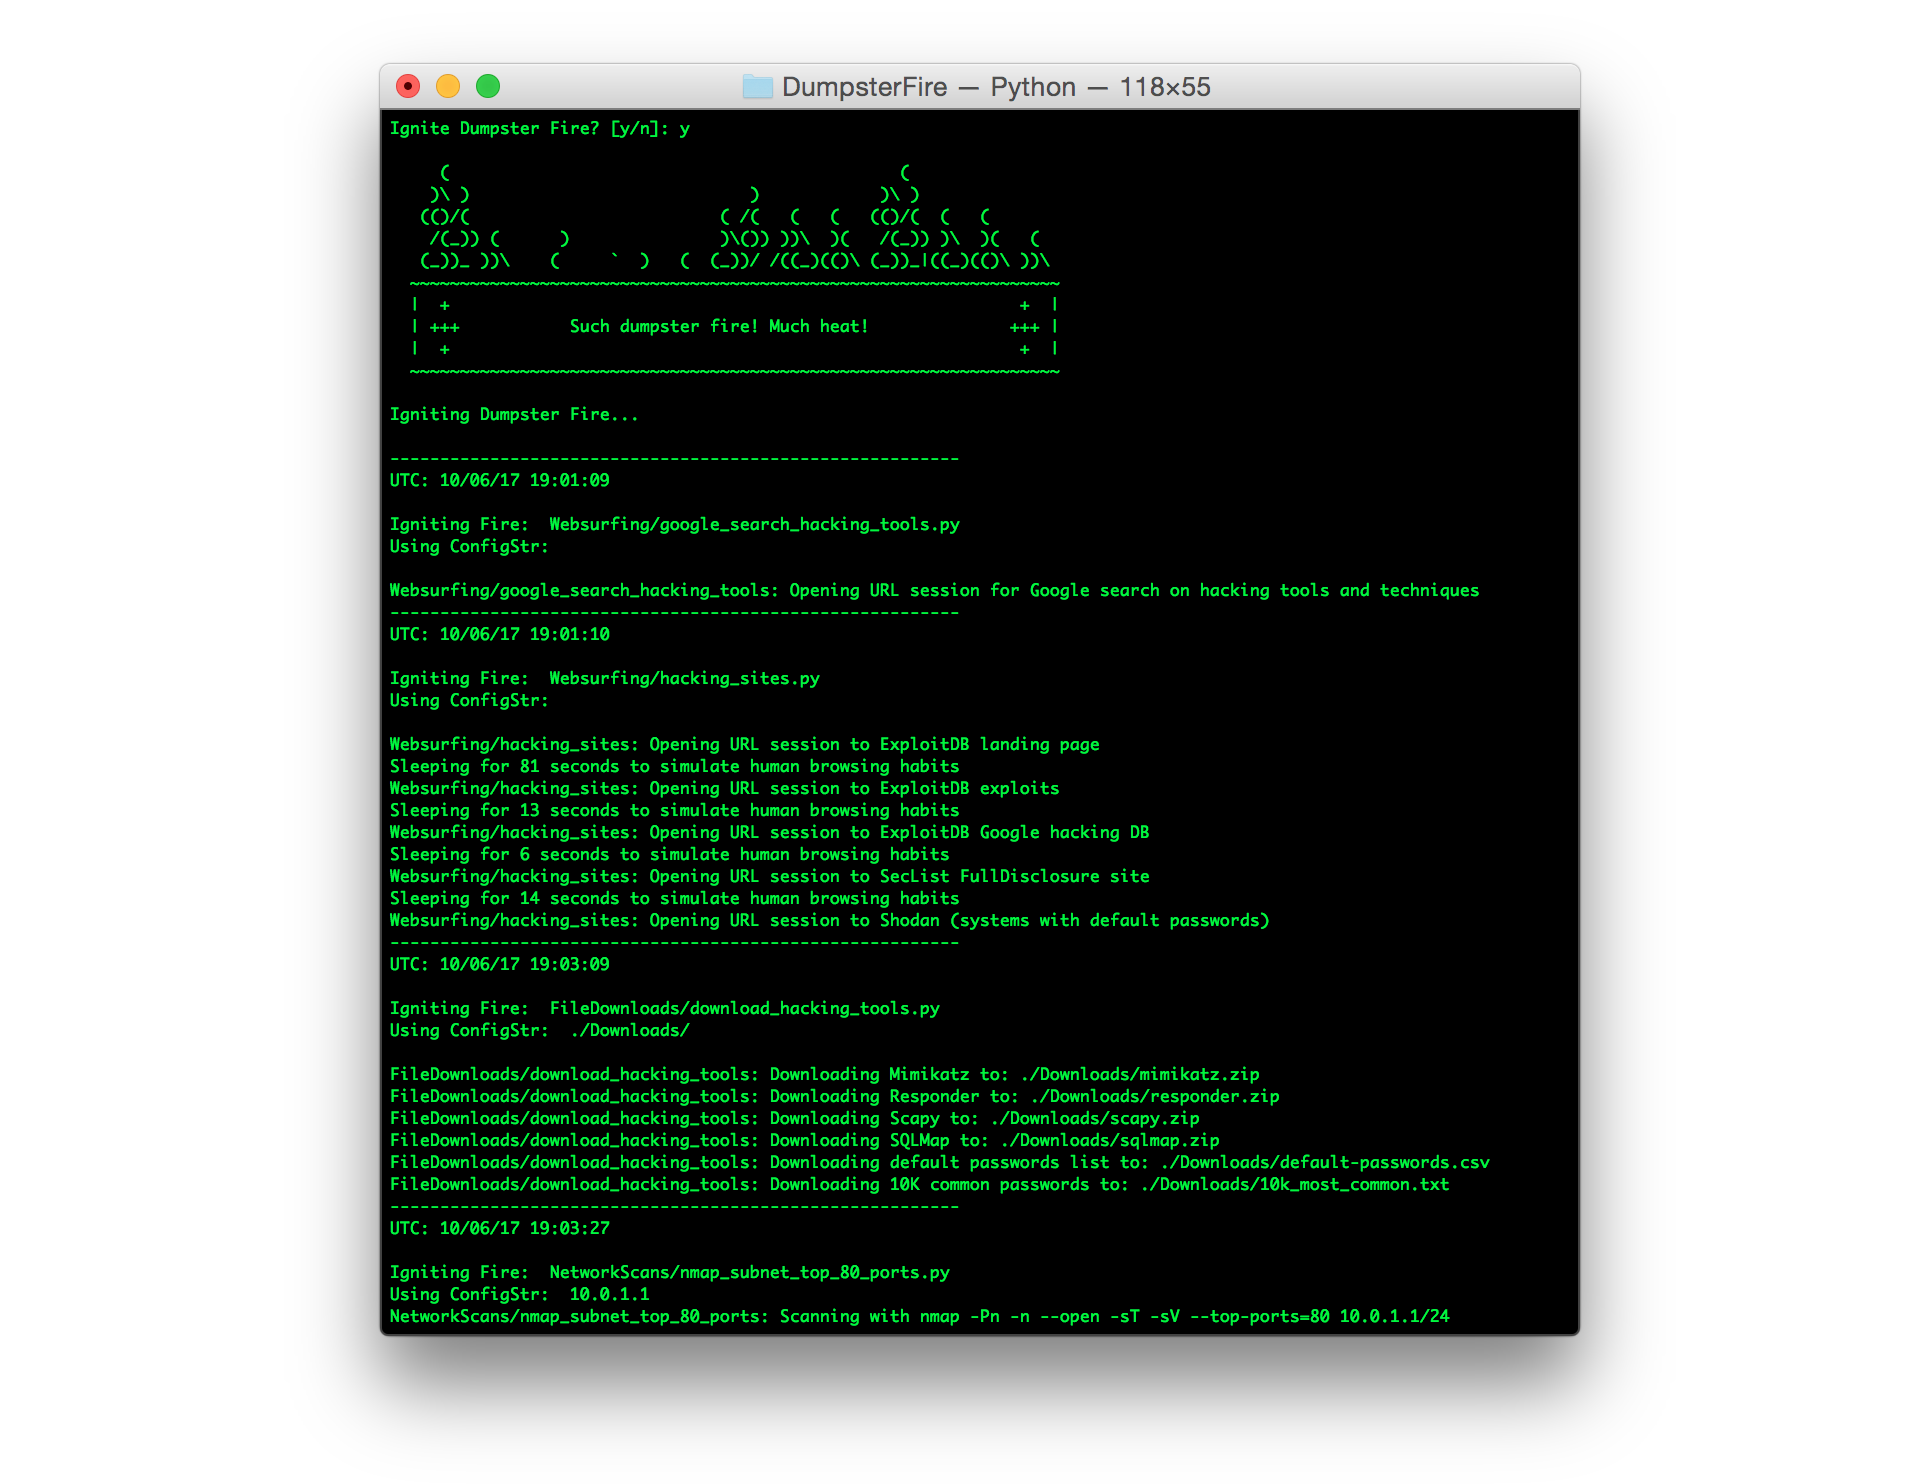 DumpsterFire — Python — 118×55
Ignite Dumpster Fire? [y/n]: y
     (                                             (
    )\ )                            )            )\ )
   (()/(                         ( /(   (   (   (()/(  (   (
    /(_)) (      )               )\()) ))\  )(   /(_)) )\  )(   (
   (_))_ ))\    (     `  )   (  (_))/ /((_)(()\ (_))_|((_)(()\ ))\
  ~~~~~~~~~~~~~~~~~~~~~~~~~~~~~~~~~~~~~~~~~~~~~~~~~~~~~~~~~~~~~~~~~
  |  +                                                         +  |
  | +++           Such dumpster fire! Much heat!              +++ |
  |  +                                                         +  |
  ~~~~~~~~~~~~~~~~~~~~~~~~~~~~~~~~~~~~~~~~~~~~~~~~~~~~~~~~~~~~~~~~~
Igniting Dumpster Fire...
---------------------------------------------------------
UTC: 10/06/17 19:01:09
Igniting Fire:  Websurfing/google_search_hacking_tools.py
Using ConfigStr:
Websurfing/google_search_hacking_tools: Opening URL session for Google search on hacking tools and techniques
---------------------------------------------------------
UTC: 10/06/17 19:01:10
Igniting Fire:  Websurfing/hacking_sites.py
Using ConfigStr:
Websurfing/hacking_sites: Opening URL session to ExploitDB landing page
Sleeping for 81 seconds to simulate human browsing habits
Websurfing/hacking_sites: Opening URL session to ExploitDB exploits
Sleeping for 13 seconds to simulate human browsing habits
Websurfing/hacking_sites: Opening URL session to ExploitDB Google hacking DB
Sleeping for 6 seconds to simulate human browsing habits
Websurfing/hacking_sites: Opening URL session to SecList FullDisclosure site
Sleeping for 14 seconds to simulate human browsing habits
Websurfing/hacking_sites: Opening URL session to Shodan (systems with default passwords)
---------------------------------------------------------
UTC: 10/06/17 19:03:09
Igniting Fire:  FileDownloads/download_hacking_tools.py
Using ConfigStr:  ./Downloads/
FileDownloads/download_hacking_tools: Downloading Mimikatz to: ./Downloads/mimikatz.zip
FileDownloads/download_hacking_tools: Downloading Responder to: ./Downloads/responder.zip
FileDownloads/download_hacking_tools: Downloading Scapy to: ./Downloads/scapy.zip
FileDownloads/download_hacking_tools: Downloading SQLMap to: ./Downloads/sqlmap.zip
FileDownloads/download_hacking_tools: Downloading default passwords list to: ./Downloads/default-passwords.csv
FileDownloads/download_hacking_tools: Downloading 10K common passwords to: ./Downloads/10k_most_common.txt
---------------------------------------------------------
UTC: 10/06/17 19:03:27
Igniting Fire:  NetworkScans/nmap_subnet_top_80_ports.py
Using ConfigStr:  10.0.1.1
NetworkScans/nmap_subnet_top_80_ports: Scanning with nmap -Pn -n --open -sT -sV --top-ports=80 10.0.1.1/24